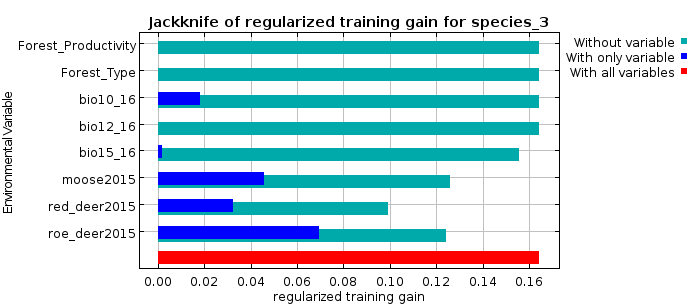 Jackknife of regularized training gain for species_3
Forest_Productivity
Forest_Type
bio10_16
bio12_16
bio15_16
moose2015
red_deer2015
roe_deer2015
Environmental Variable
Without variable
With only variable
With all variables
0.00 0.02 0.04 0.06 0.08 0.10 0.12 0.14 0.16
regularized training gain